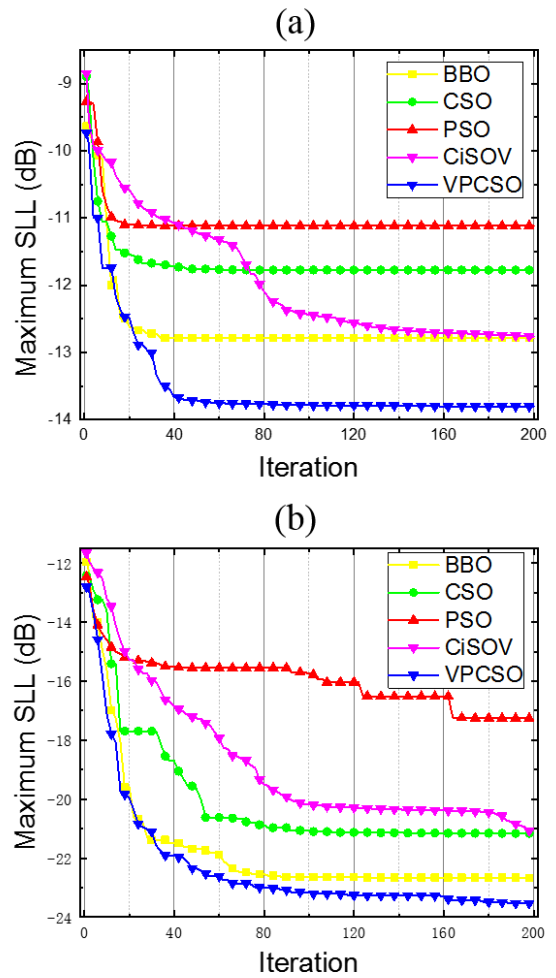 (a)
Maximum SLL (dB)
-9
-10
-11
-12
-13
-14
BBO
CSO
PSO
CiSOV
VPCSO
0 40 80 120 160 200
Iteration
(b)
Maximum SLL (dB)
-12
-14
-16
-18
-20
-22
-24
BBO
CSO
PSO
CiSOV
VPCSO
0 40 80 120 160 200
Iteration